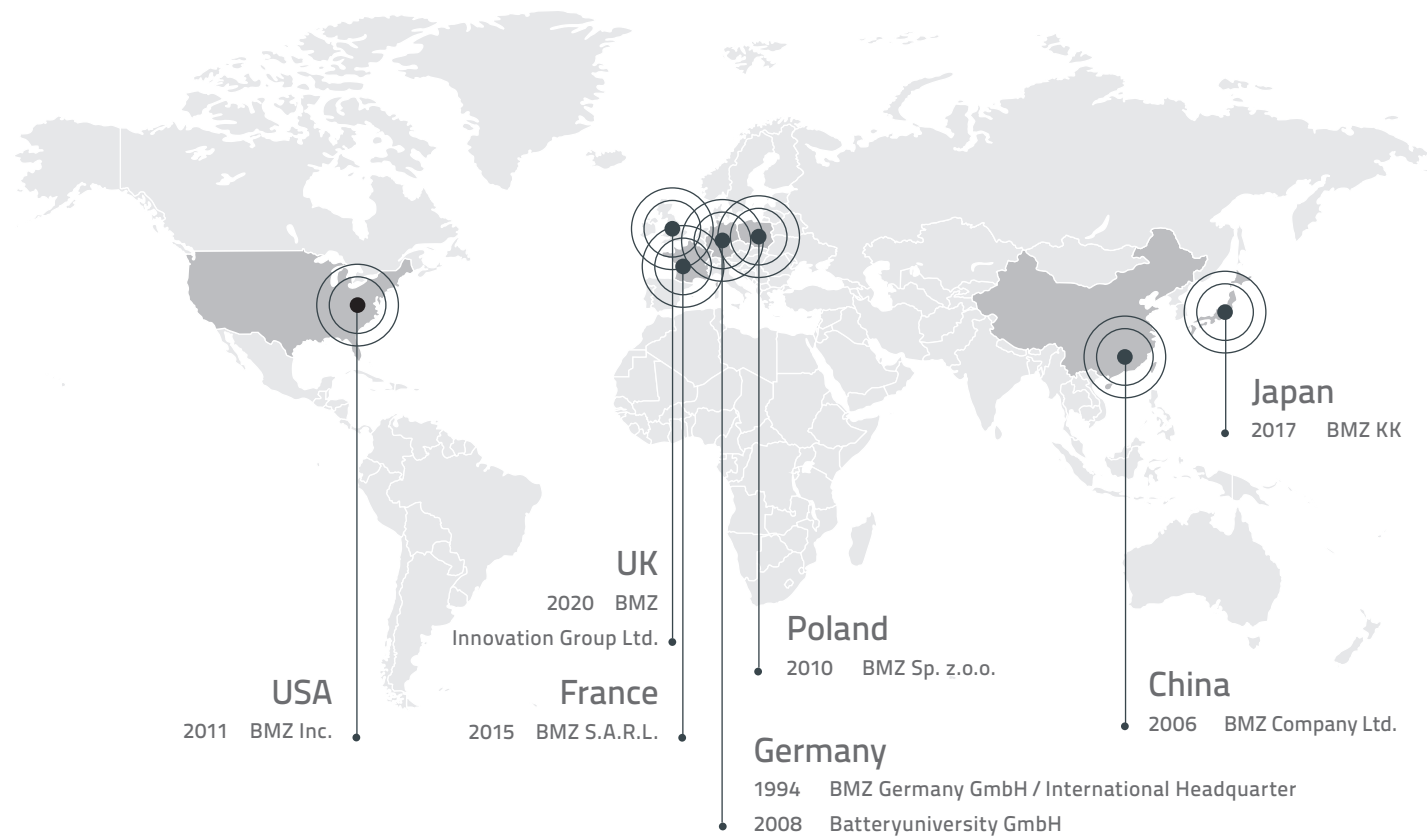 Japan
2017 BMZ KK
UK
2020 BMZ
Innovation Group Ltd.
Poland
2010 BMZ Sp. z.o.o.
USA
2011 BMZ Inc.
France
2015 BMZ S.A.R.L.
China
2006 BMZ Company Ltd.
Germany
1994 BMZ Germany GmbH / International Headquarter
2008 Batteryuniversity GmbH